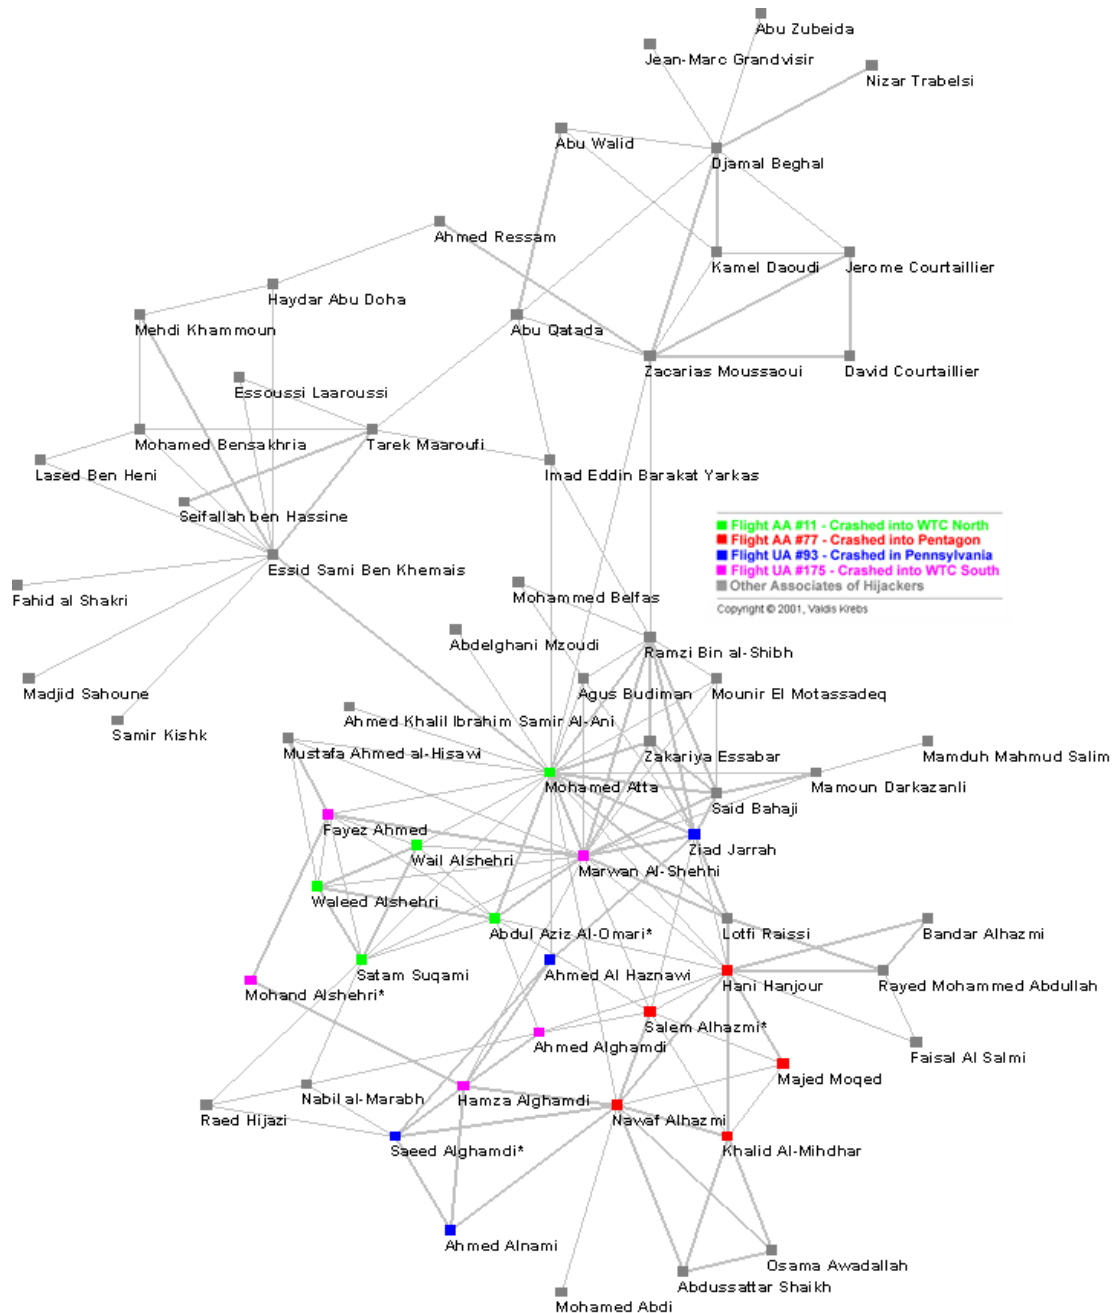 Abu Zubeida
Jean-Marc Grandvisir
Nizar Trabelsi
Abu Walid
Djamal Beghal
Ahmed Ressam
Kamel Daoudi
Jerome Courtaillier
Haydar Abu Doha
Mehdi Khammoun
Abu Qatada
Zacarias Moussaoui
David Courtaillier
Essoussi Laaroussi
Mohamed Bensakhria
Tarek Maaroufi
Lased Ben Heni
Imad Eddin Barakat Yarkas
Seifallah ben Hassine
Flight AA #11 - Crashed into WTC North
Flight AA #77 - Crashed into Pentagon
Flight UA #93 - Crashed in Pennsylvania
Flight UA #175 - Crashed into WTC South
Other Associates of Hijackers
Copyright © 2001, Valdis Krebs
Essid Sami Ben Khemais
Fahid al Shakri
Mohammed Belfas
Abdelghani Mzoudi
Ramzi Bin al-Shibh
Madjid Sahoune
Agus Budiman
Mounir El Motassadeq
Samir Kishk
Ahmed Khalil Ibrahim Samir Al-Ani
Mustafa Ahmed al-Hisawi
Zakariya Essabar
Mamduh Mahmud Salim
Mohamed Atta
Mamoun Darkazanli
Said Bahaji
Fayez Ahmed
Ziad Jarrah
Wail Alshehri
Marwan Al-Shehhi
Waleed Alshehri
Abdul Aziz Al-Omari*
Lotfi Raissi
Bandar Alhazmi
Satam Suqami
Ahmed Al Haznawi
Hani Hanjour
Rayed Mohammed Abdullah
Mohand Alshehri*
Salem Alhazmi*
Ahmed Alghamdi
Faisal Al Salmi
Majed Moqed
Nabil al-Marabh
Hamza Alghamdi
Raed Hijazi
Nawaf Alhazmi
Saeed Alghamdi*
Khalid Al-Mihdhar
Ahmed Alnami
Osama Awadallah
Abdussattar Shaikh
Mohamed Abdi